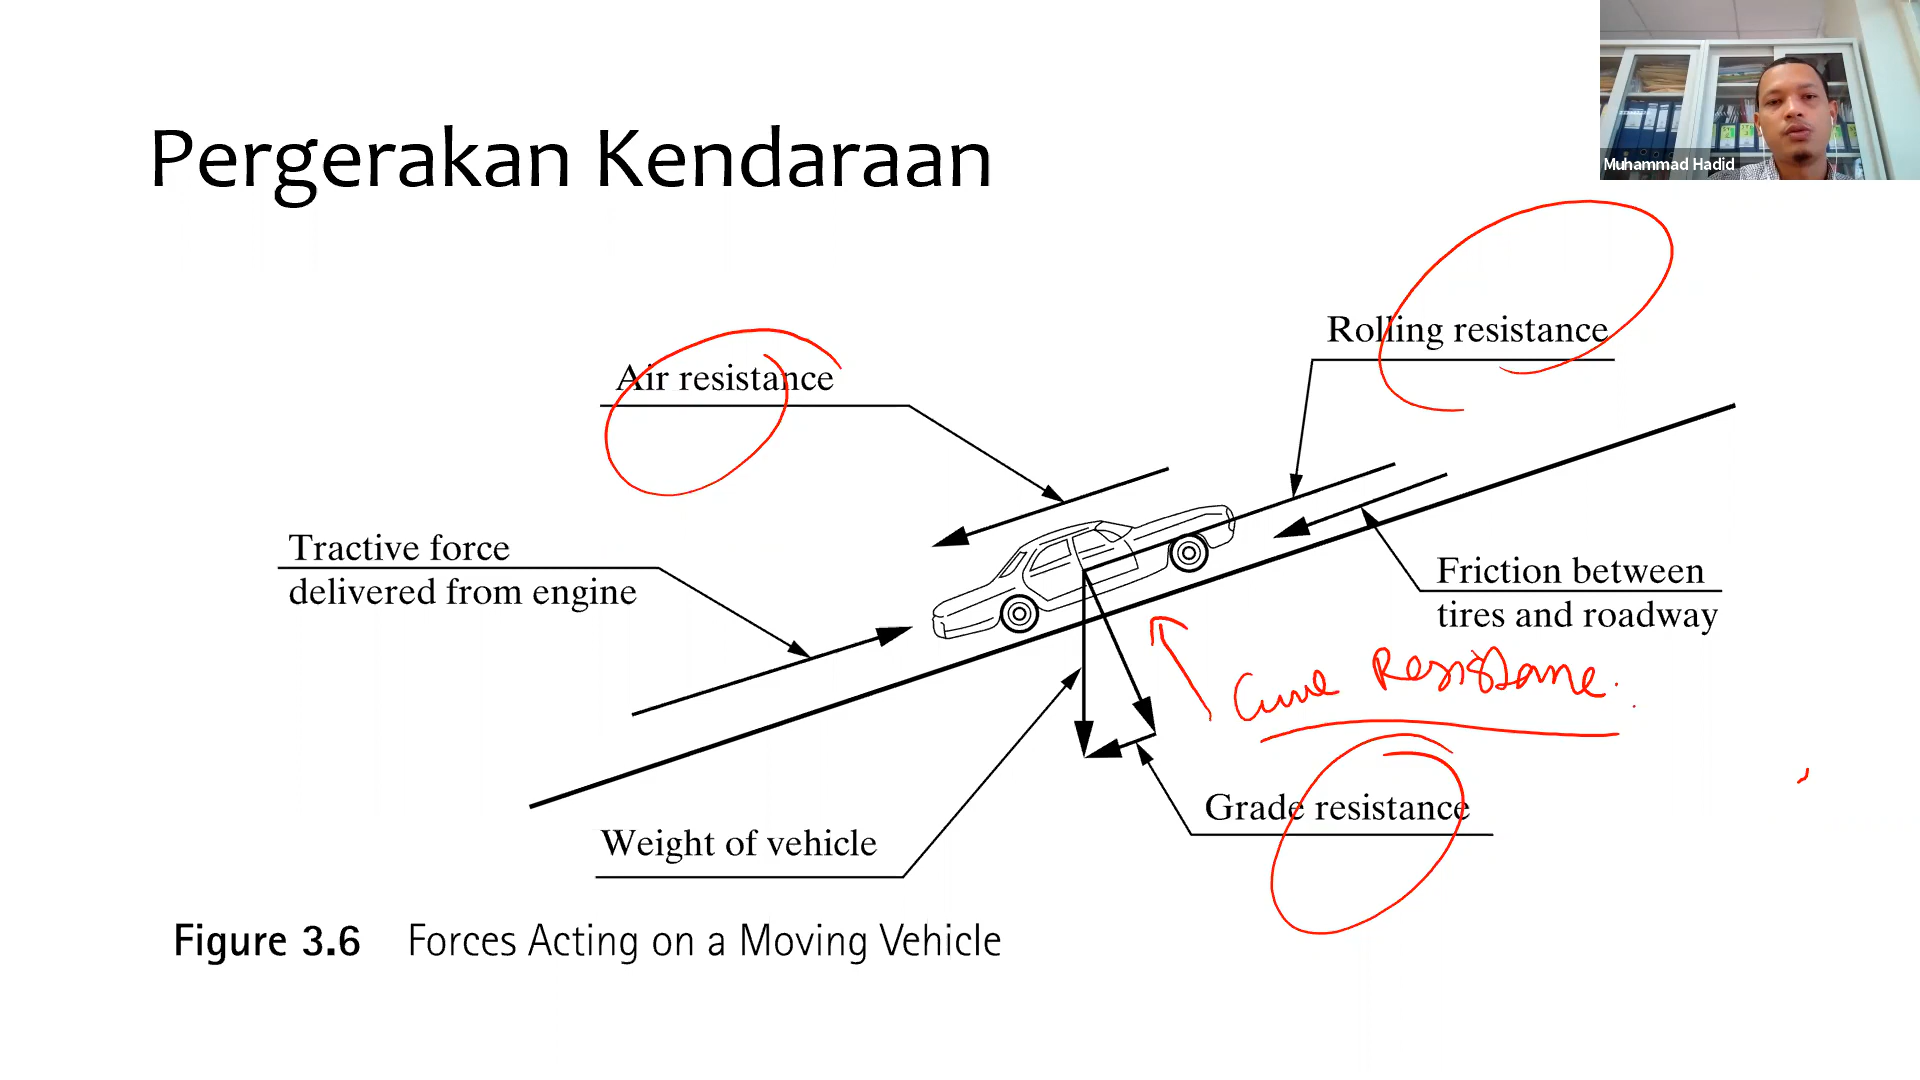 Muhammad Hadid
Pergerakan Kendaraan
Rolling resistance
Air resistance
Tractive force
delivered from engine
Friction between
tires and roadway
Curve Resistance.
Grade resistance
Weight of vehicle
Figure 3.6 Forces Acting on a Moving Vehicle